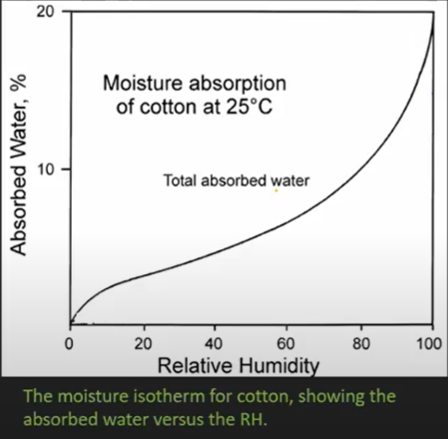 20
Moisture absorption
of cotton at 25°C
Total absorbed water
10
Absorbed Water, %
0 20 40 60 80 100
Relative Humidity
The moisture isotherm for cotton, showing the
absorbed water versus the RH.